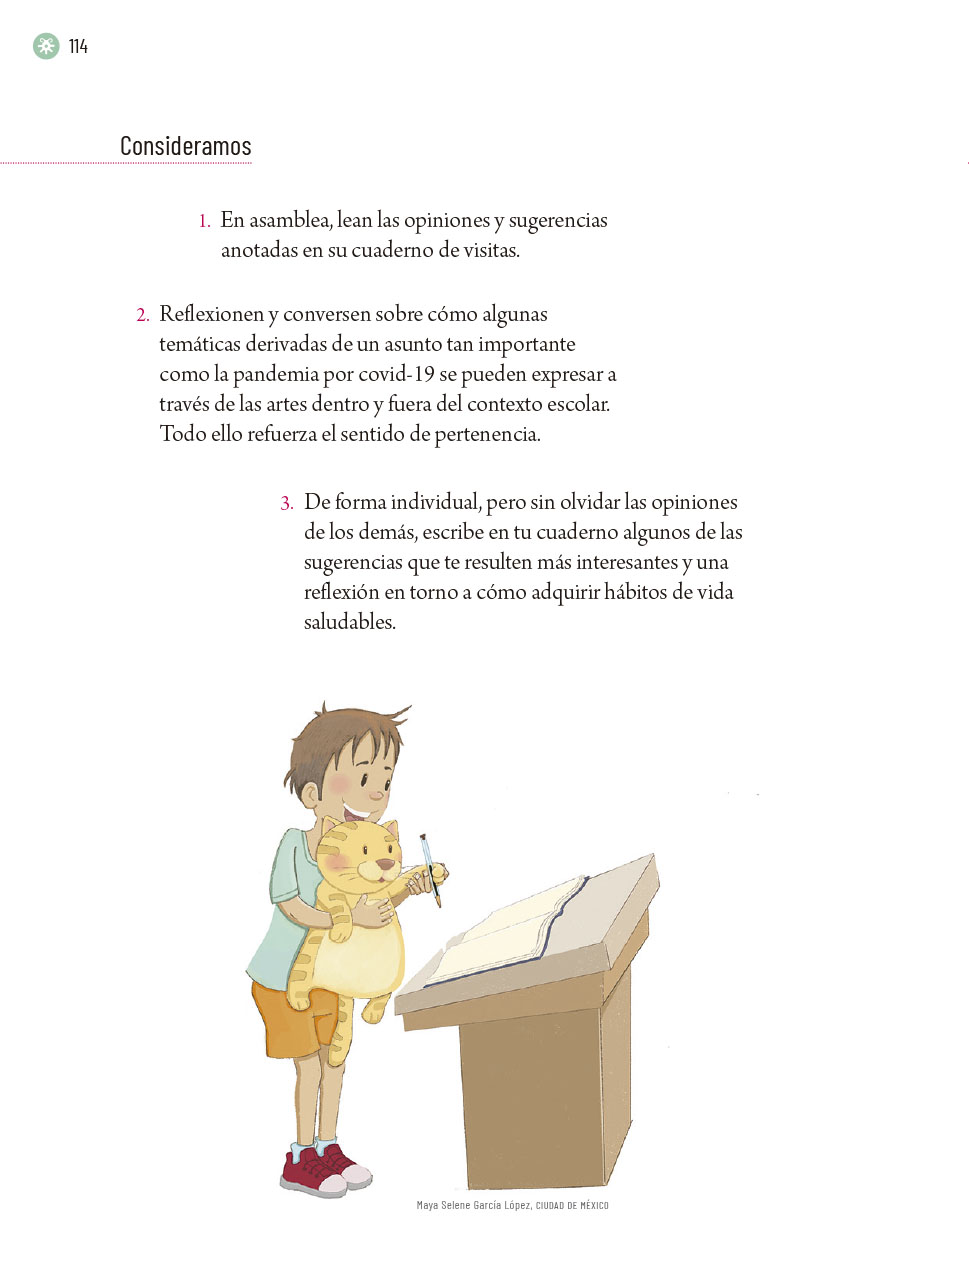 114
Consideramos
1. En asamblea, lean las opiniones y sugerencias
anotadas en su cuaderno de visitas.
2. Reflexionen y conversen sobre cómo algunas
temáticas derivadas de un asunto tan importante
como la pandemia por covid-19 se pueden expresar a
través de las artes dentro y fuera del contexto escolar.
Todo ello refuerza el sentido de pertenencia.
3. De forma individual, pero sin olvidar las opiniones
de los demás, escribe en tu cuaderno algunos de las
sugerencias que te resulten más interesantes y una
reflexión en torno a cómo adquirir hábitos de vida
saludables.
Maya Selene García López, CIUDAD DE MÉXICO